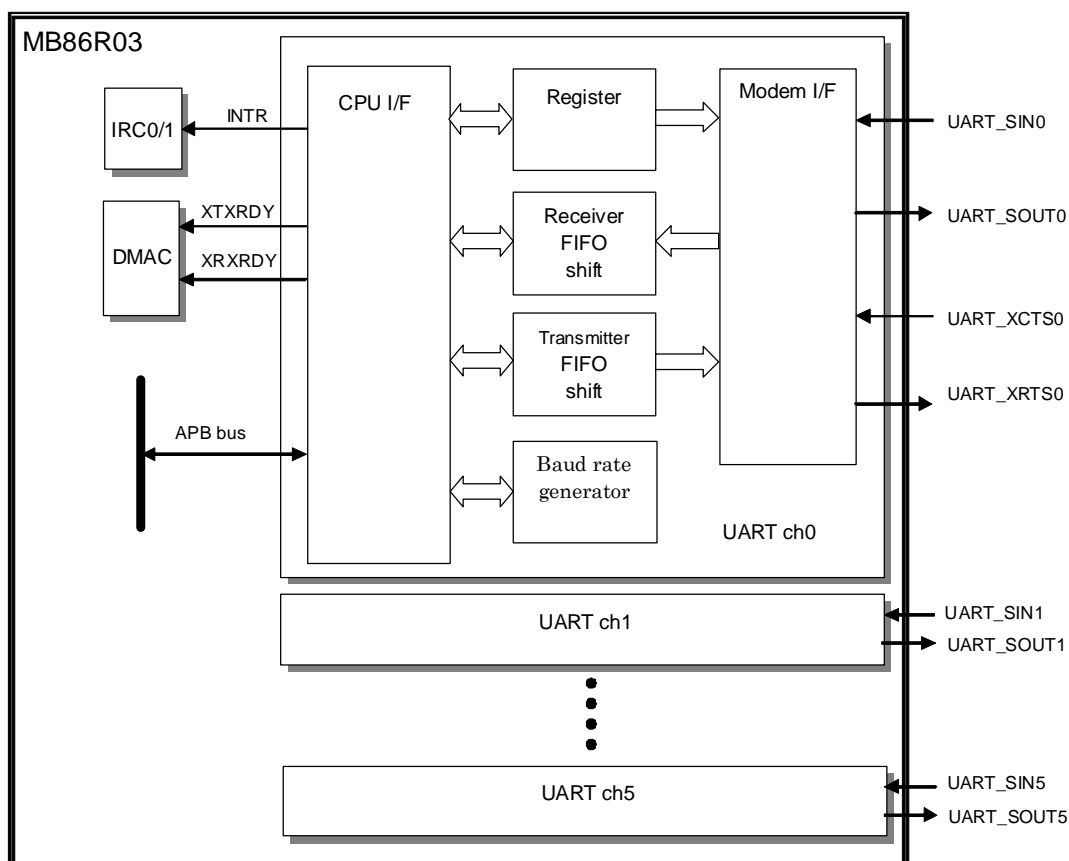 MB86R03
IRC0/1
INTR
DMAC
XTXRDY
XRXRDY
APB bus
CPU I/F
Register
Receiver
FIFO
shift
Transmitter
FIFO
shift
Baud rate
generator
Modem I/F
UART ch0
UART_SIN0
UART_SOUT0
UART_XCTS0
UART_XRTS0
UART ch1
UART_SIN1
UART_SOUT1
UART ch5
UART_SIN5
UART_SOUT5